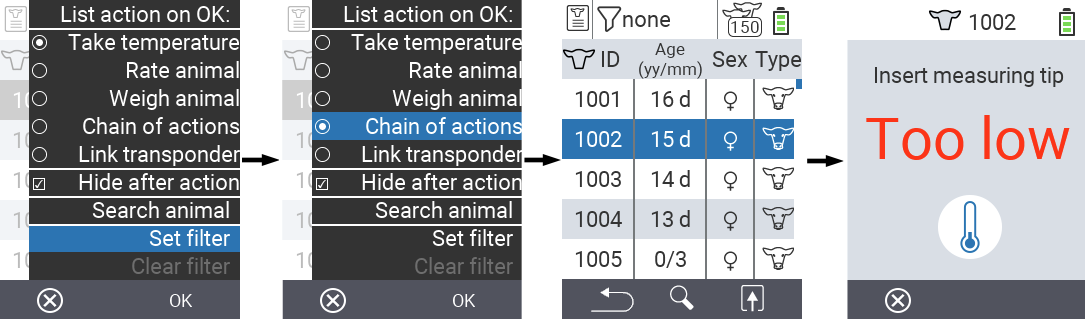 List action on OK:
Take temperature
Rate animal
Weigh animal
Chain of actions
Link transponder
Hide after action
Search animal
Set filter
Clear filter
OK
List action on OK:
Take temperature
Rate animal
Weigh animal
Chain of actions
Link transponder
Hide after action
Search animal
Set filter
Clear filter
OK
none 150
ID Age (yy/mm) Sex Type
1001 16 d ♀
1002 15 d ♀
1003 14 d ♀
1004 13 d ♀
1005 0/3 ♀
1002
Insert measuring tip
Too low